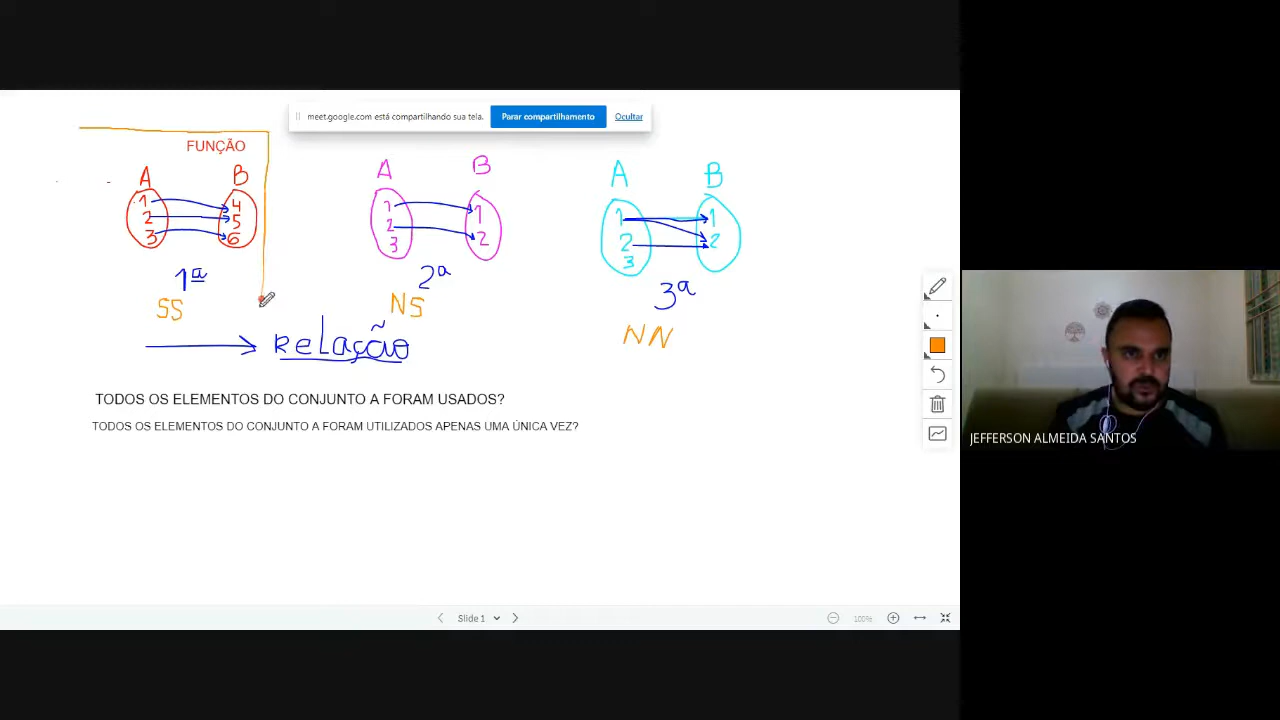 meet.google.com está compartilhando sua tela. Parar compartilhamento Ocultar
FUNÇÃO
A B
1 4
2 5
3 6
1ª
SS
A B
1 1
2 2
3
2ª
NS
A B
1 1
2 2
3
3ª
NN
Relação
TODOS OS ELEMENTOS DO CONJUNTO A FORAM USADOS?
TODOS OS ELEMENTOS DO CONJUNTO A FORAM UTILIZADOS APENAS UMA ÚNICA VEZ?
JEFFERSON ALMEIDA SANTOS
Slide 1
100%